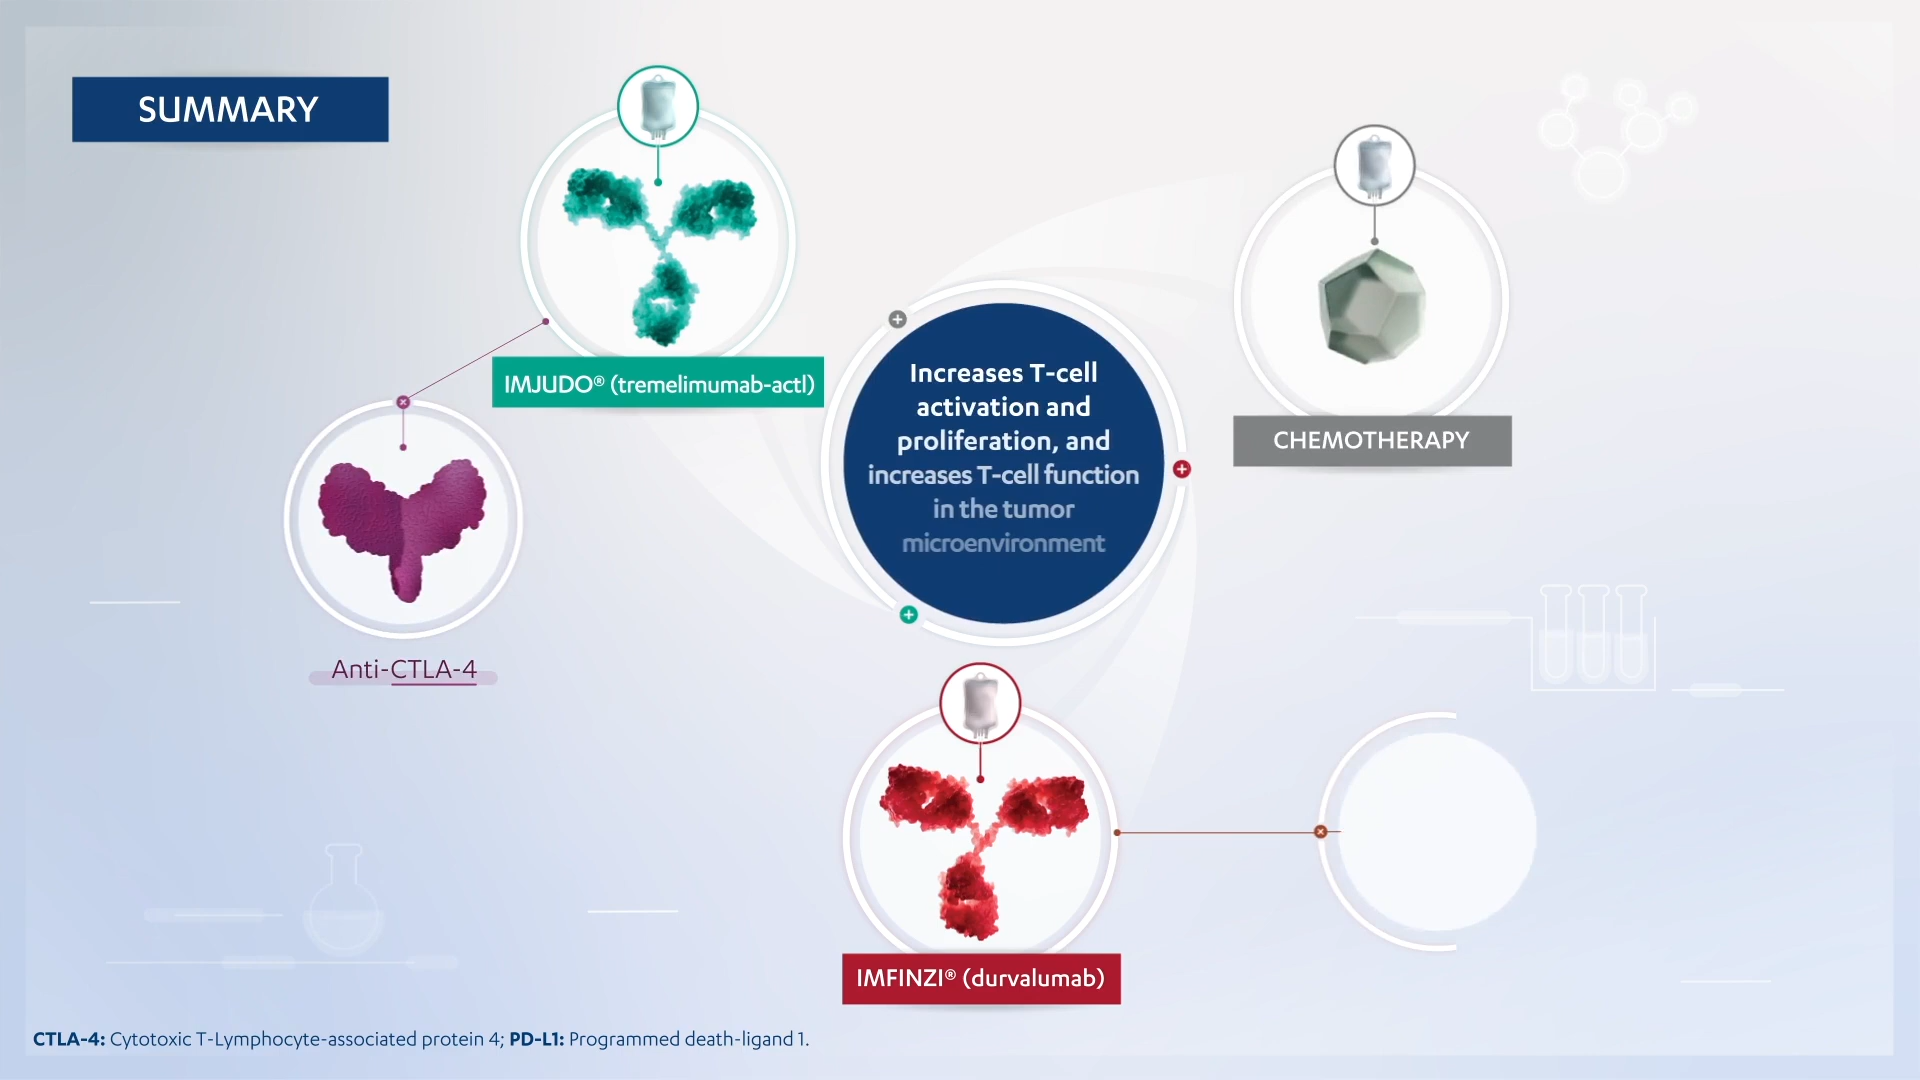 SUMMARY
IMJUDO® (tremelimumab-actl)
Anti-CTLA-4
Increases T-cell
activation and
proliferation, and
increases T-cell function
in the tumor
microenvironment
CHEMOTHERAPY
IMFINZI® (durvalumab)
CTLA-4: Cytotoxic T-Lymphocyte-associated protein 4; PD-L1: Programmed death-ligand 1.